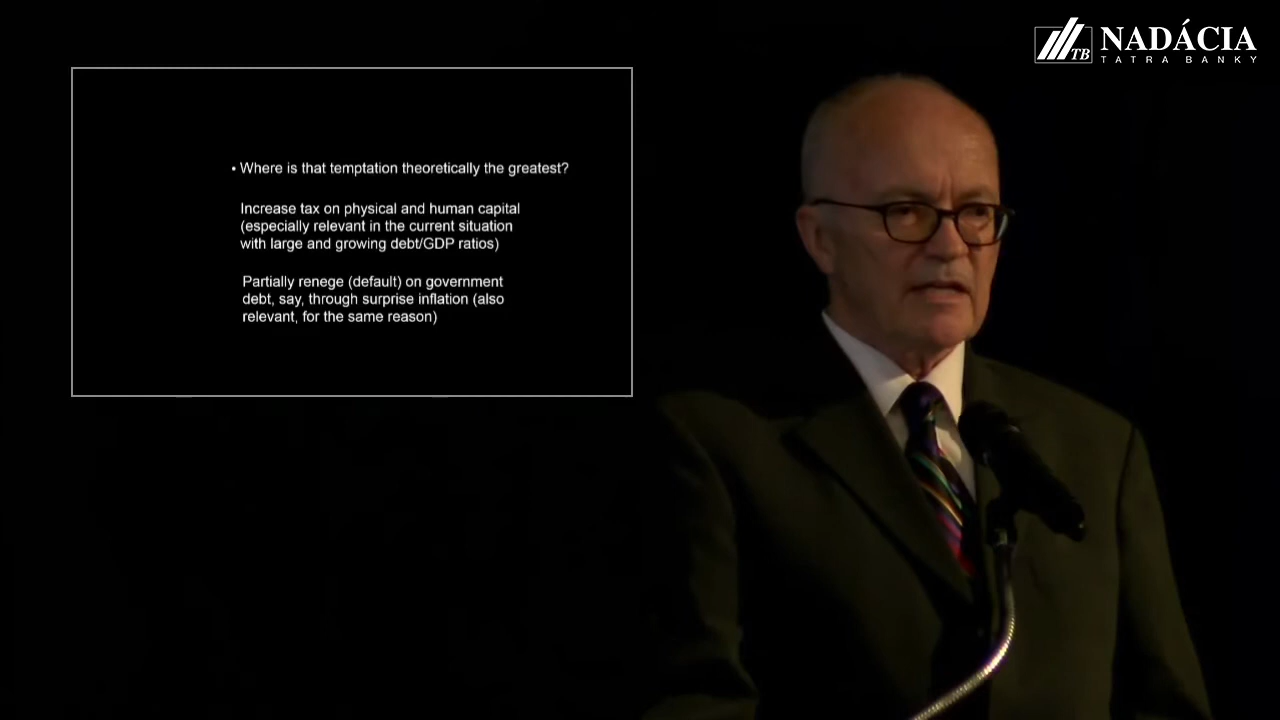 • Where is that temptation theoretically the greatest?
Increase tax on physical and human capital
(especially relevant in the current situation
with large and growing debt/GDP ratios)
Partially renege (default) on government
debt, say, through surprise inflation (also
relevant, for the same reason)
TB
NADÁCIA
TATRA BANKY